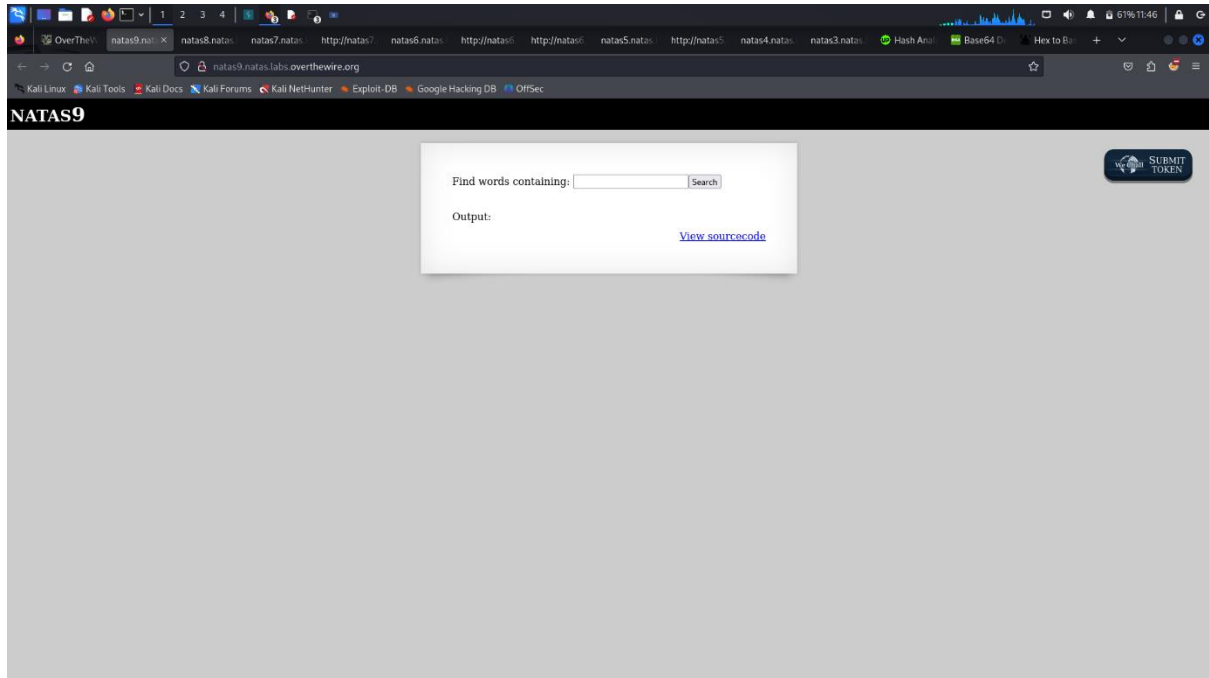 1 2 3 4
61% 11:46
OverTheW
natas9.nat
natas8.natas
natas7.natas
http://natas7.
natas6.natas
http://natas6
http://natas6
natas5.natas
http://natas5
natas4.natas.
natas3.natas
Hash Anal
Base64 D
Hex to Ba
natas9.natas.labs.overthewire.org
Kali Linux
Kali Tools
Kali Docs
Kali Forums
Kali NetHunter
Exploit-DB
Google Hacking DB
OffSec
NATAS9
SUBMIT
TOKEN
Find words containing:
Search
Output:
View sourcecode